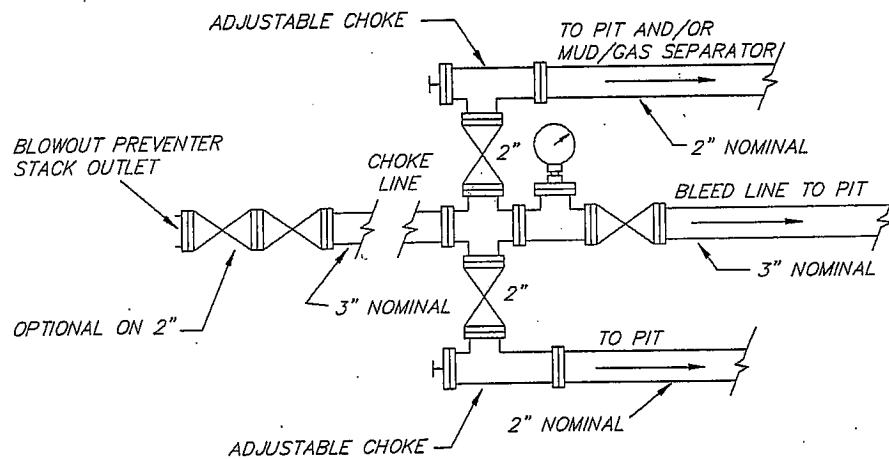 ADJUSTABLE CHOKE
TO PIT AND/OR
MUD/GAS SEPARATOR
2" NOMINAL
BLOWOUT PREVENTER
STACK OUTLET
CHOKE
LINE
2"
BLEED LINE TO PIT
3" NOMINAL
3" NOMINAL
OPTIONAL ON 2"
2"
TO PIT
2" NOMINAL
ADJUSTABLE CHOKE